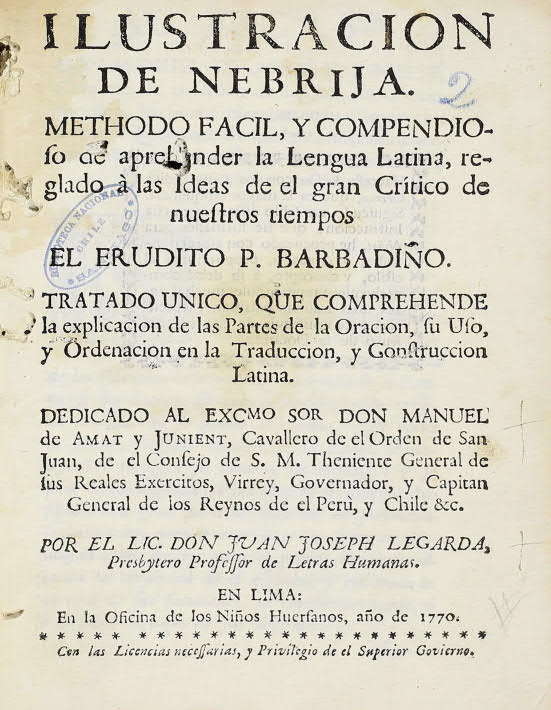 ILUSTRACION
DE NEBRIJA.
2
METHODO FACIL, Y COMPENDIO-
ſo de aprehender la Lengua Latina, re-
glado à las Ideas de el gran Crítico de
nueſtros tiempos
EL ERUDITO P. BARBADIÑO.
BIBLIOTECA NACIONAL
CHILE
TRATADO UNICO, QUE COMPREHENDE
la explicacion de las Partes de la Oracion, ſu Uſo,
y Ordenacion en la Traduccion, y Conſtruccion
Latina.
DEDICADO AL EXCMO SOR DON MANUEL
de AMAT y JUNIENT, Cavallero de el Orden de San
Juan, de el Conſejo de S. M. Theniente General de
ſus Reales Exercitos, Virrey, Governador, y Capitan
General de los Reynos de el Perù, y Chile &c.
POR EL LIC. DON JUAN JOSEPH LEGARDA,
Presbytero Profeſſor de Letras Humanas.
EN LIMA:
En la Oficina de los Niños Huerfanos, año de 1770.
Con las Licencias neceſſarias, y Privilegio de el Superior Govierno.